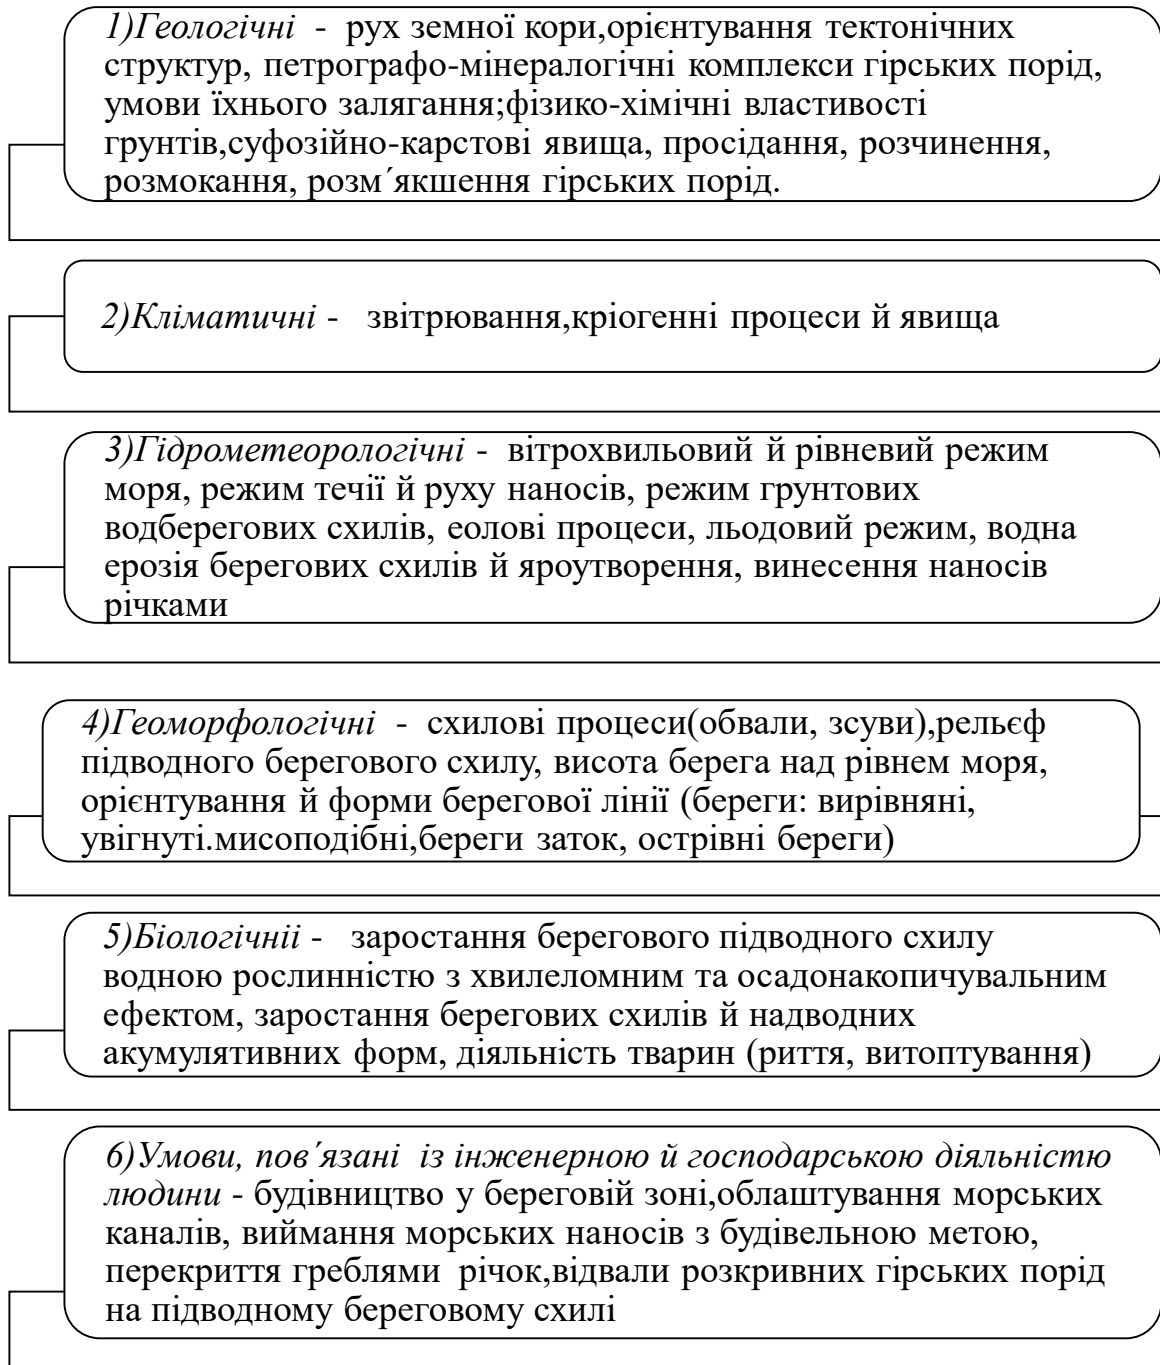 1)Геологічні - рух земної кори,орієнтування тектонічних
структур, петрографо-мінералогічні комплекси гірських порід,
умови їхнього залягання;фізико-хімічні властивості
грунтів,суфозійно-карстові явища, просідання, розчинення,
розмокання, розм´якшення гірських порід.
2)Кліматичні - звітрювання,кріогенні процеси й явища
3)Гідрометеорологічні - вітрохвильовий й рівневий режим
моря, режим течії й руху наносів, режим грунтових
водберегових схилів, еолові процеси, льодовий режим, водна
ерозія берегових схилів й яроутворення, винесення наносів
річками
4)Геоморфологічні - схилові процеси(обвали, зсуви),рельєф
підводного берегового схилу, висота берега над рівнем моря,
орієнтування й форми берегової лінії (береги: вирівняні,
увігнуті.мисоподібні,береги заток, острівні береги)
5)Біологічніі - заростання берегового підводного схилу
водною рослинністю з хвилеломним та осадонакопичувальним
ефектом, заростання берегових схилів й надводних
акумулятивних форм, діяльність тварин (риття, витоптування)
6)Умови, пов´язані із інженерною й господарською діяльністю
людини - будівництво у береговій зоні,облаштування морських
каналів, виймання морських наносів з будівельною метою,
перекриття греблями річок,відвали розкривних гірських порід
на підводному береговому схилі